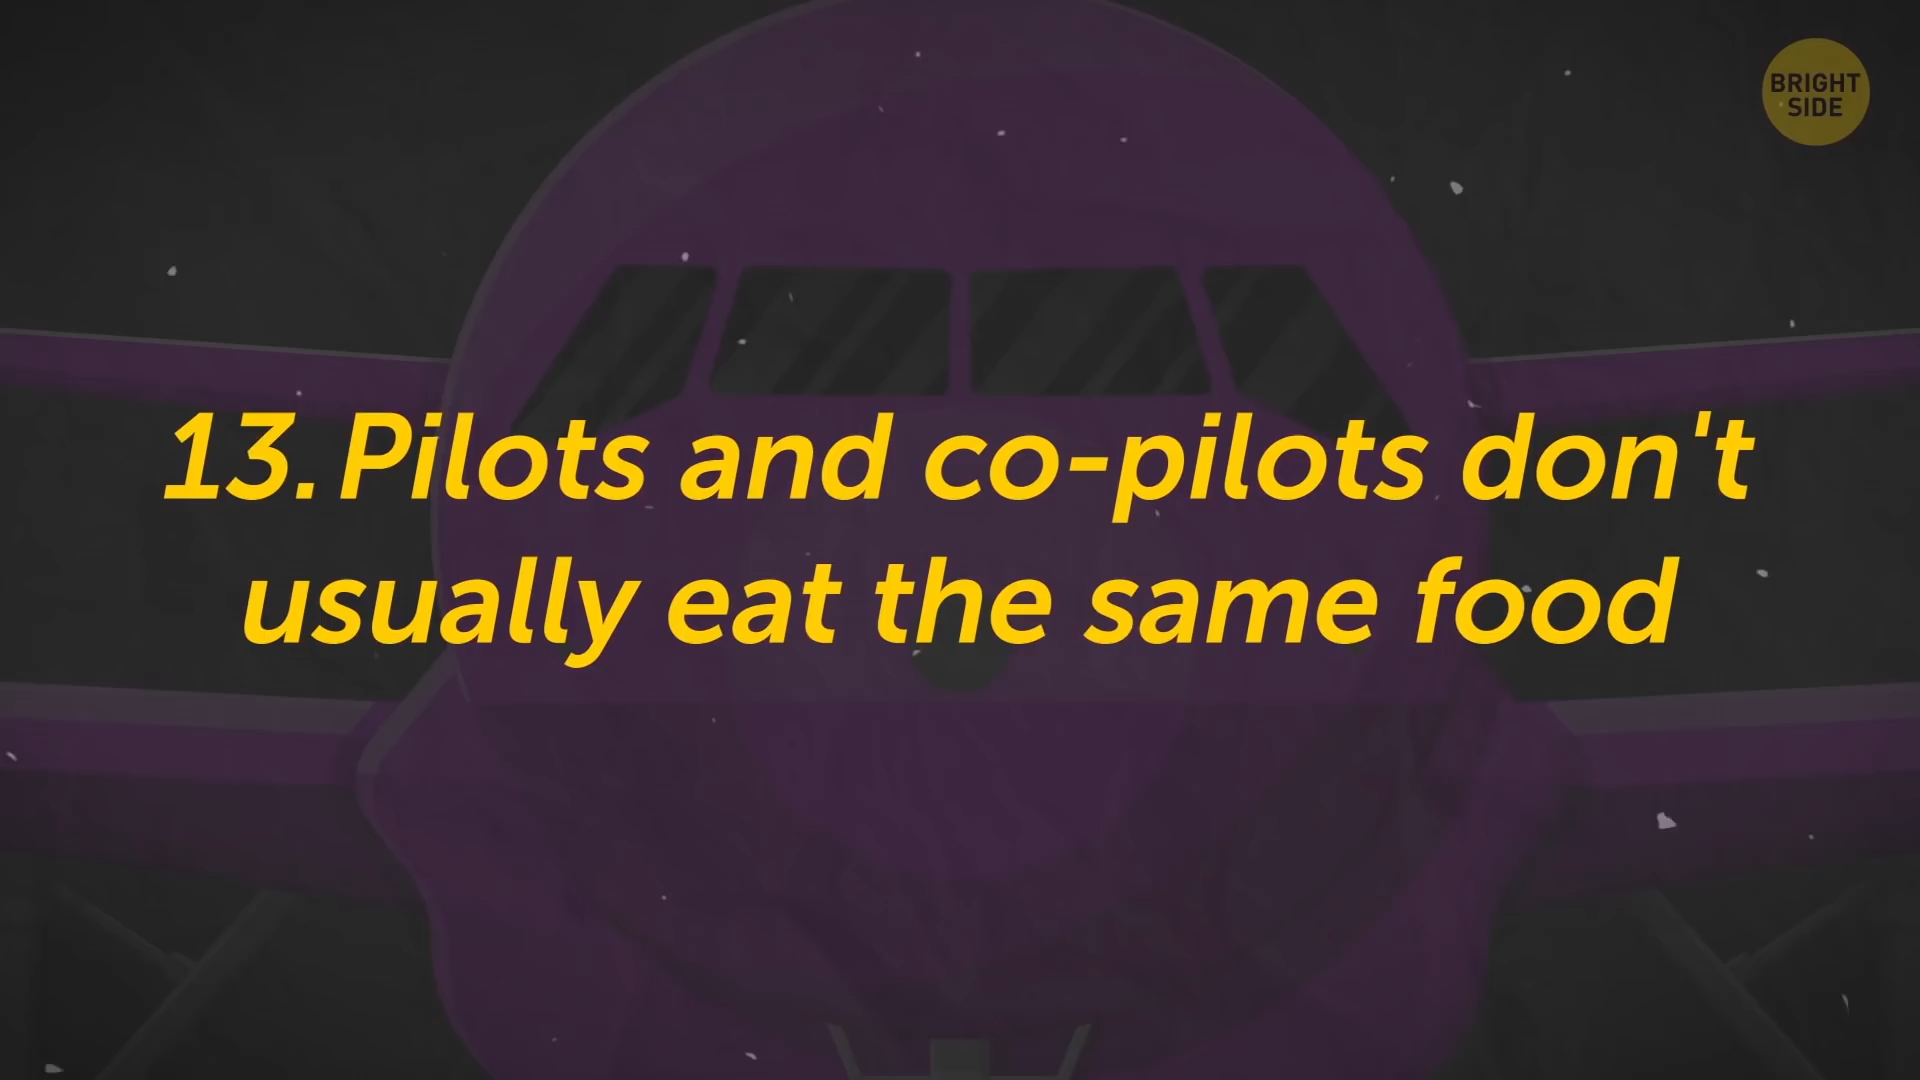 BRIGHT
SIDE
13. Pilots and co-pilots don't
usually eat the same food